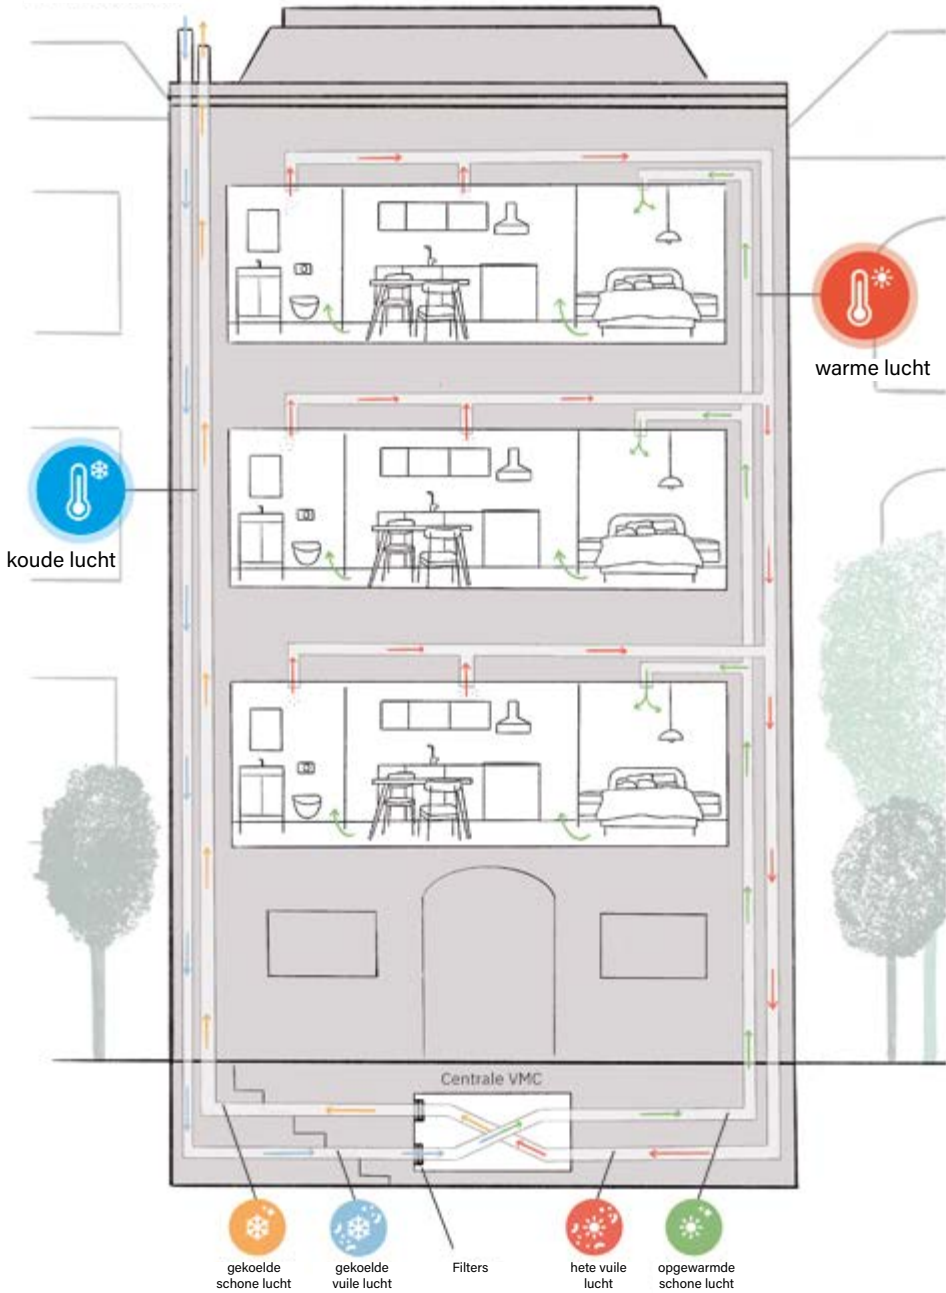 warme lucht
koude lucht
Centrale VMC
gekoelde
schone lucht
gekoelde
vuile lucht
Filters
hete vuile
lucht
opgewarmde
schone lucht